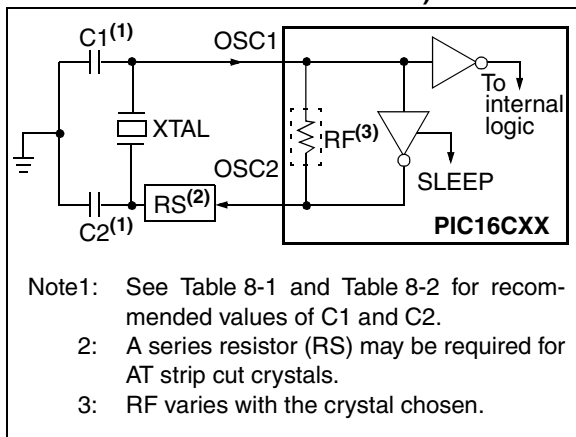 C1(1)
OSC1
To
internal
logic
XTAL
RF(3)
OSC2
SLEEP
RS(2)
C2(1)
PIC16CXX
Note1: See Table 8-1 and Table 8-2 for recom-
mended values of C1 and C2.
2: A series resistor (RS) may be required for
AT strip cut crystals.
3: RF varies with the crystal chosen.